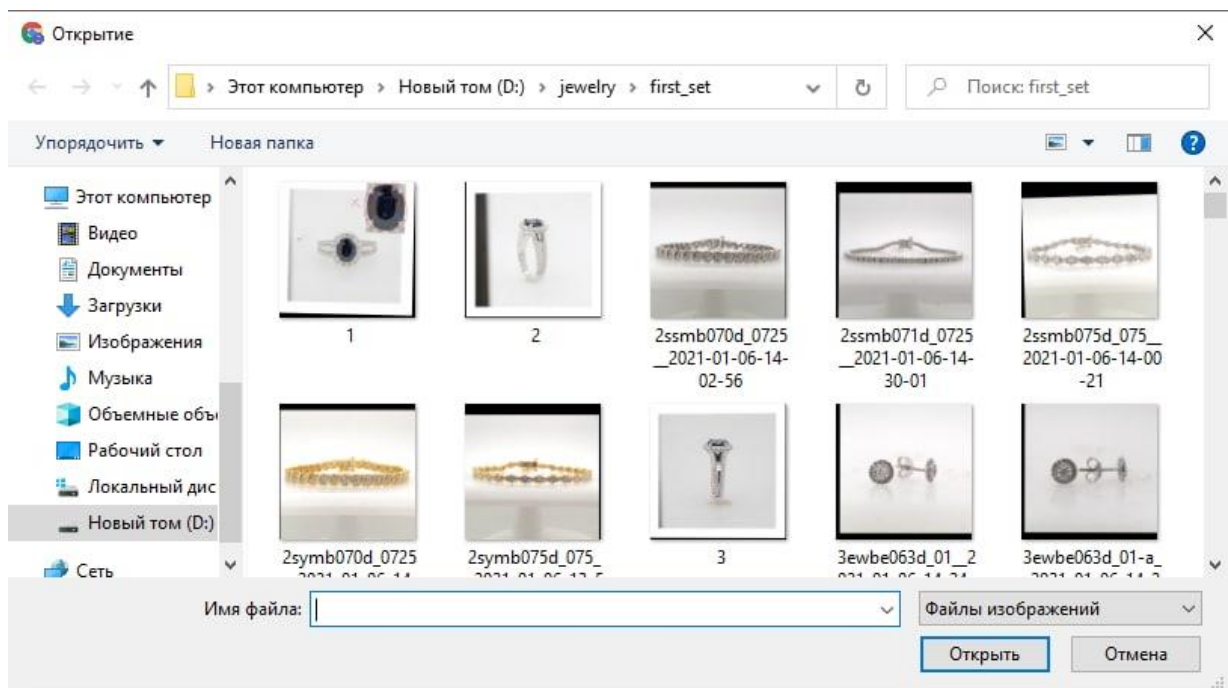 Открытие
Этот компьютер > Новый том (D:) > jewelry > first_set
Поиск: first_set
Упорядочить
Новая папка
Этот компьютер
Видео
Документы
Загрузки
Изображения
Музыка
Объемные объ
Рабочий стол
Локальный дис
Новый том (D:)
Сеть
1
2
2ssmb070d_0725
__2021-01-06-14-
02-56
2ssmb071d_0725
__2021-01-06-14-
30-01
2ssmb075d_075__
2021-01-06-14-00
-21
2symb070d_0725
2symb075d_075_
3
3ewbe063d_01__2
3ewbe063d_01-a_
Имя файла:
Файлы изображений
Открыть
Отмена